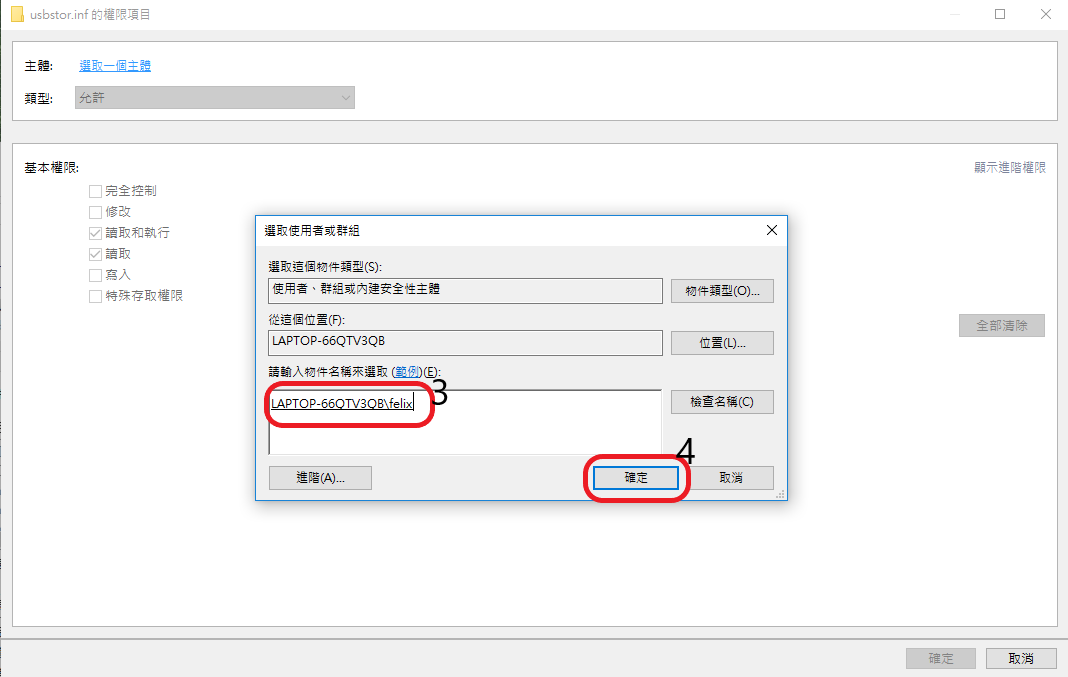 usbstor.inf 的權限項目
主體: 選取一個主體
類型: 允許
基本權限: 顯示進階權限
完全控制
修改
讀取和執行
讀取
寫入
特殊存取權限
全部清除
選取使用者或群組
選取這個物件類型(S):
使用者、群組或內建安全性主體 物件類型(O)...
從這個位置(F):
LAPTOP-66QTV3QB 位置(L)...
請輸入物件名稱來選取 (範例)(E):
3
LAPTOP-66QTV3QB\felix 檢查名稱(C)
4
進階(A)... 確定 取消
確定 取消